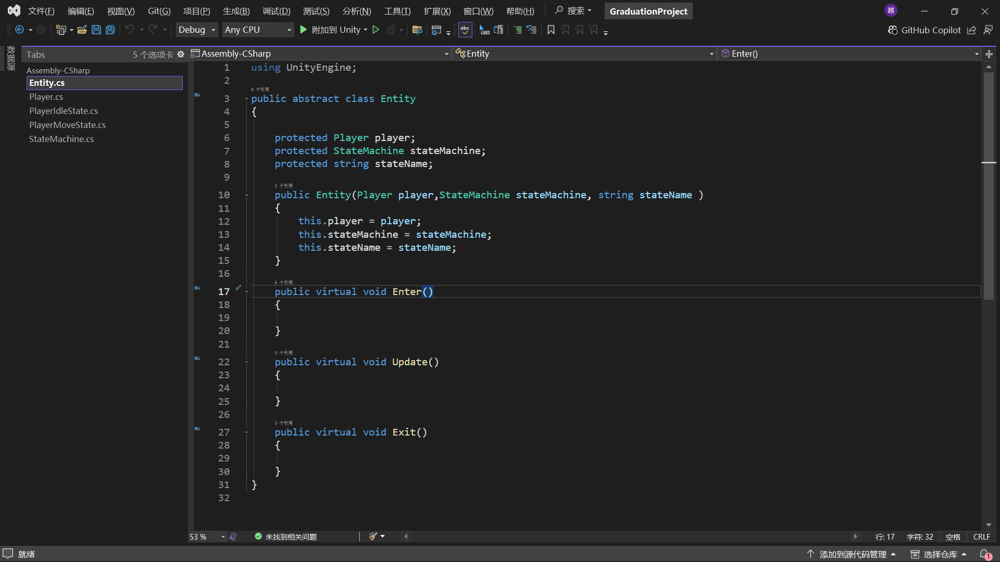 文件(F) 编辑(E) 视图(V) Git(G) 项目(P) 生成(B) 调试(D) 测试(S) 分析(N) 工具(T) 扩展(X) 窗口(W) 帮助(H) 搜索 GraduationProject 越
Debug Any CPU 附加到 Unity abc GitHub Copilot
数据源
Tabs 5 个选项卡
Assembly-CSharp Entity Enter()
Assembly-CSharp
Entity.cs
Player.cs
PlayerIdleState.cs
PlayerMoveState.cs
StateMachine.cs
1 using UnityEngine;
2
8 个引用
3 public abstract class Entity
4 {
5
6 protected Player player;
7 protected StateMachine stateMachine;
8 protected string stateName;
9
2 个引用
10 public Entity(Player player,StateMachine stateMachine, string stateName )
11 {
12 this.player = player;
13 this.stateMachine = stateMachine;
14 this.stateName = stateName;
15 }
16
6 个引用
17 public virtual void Enter()
18 {
19
20 }
21
5 个引用
22 public virtual void Update()
23 {
24
25 }
26
5 个引用
27 public virtual void Exit()
28 {
29
30 }
31 }
32
53 % 未找到相关问题 行: 17 字符: 32 空格 CRLF
就绪 添加到源代码管理 选择仓库 1